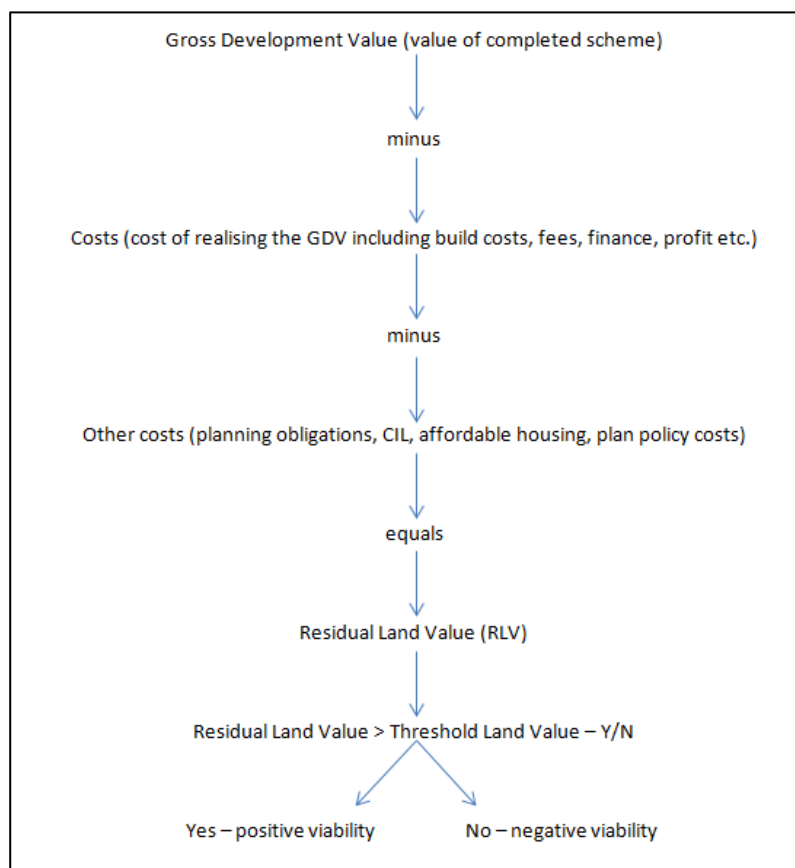 Gross Development Value (value of completed scheme)
minus
Costs (cost of realising the GDV including build costs, fees, finance, profit etc.)
minus
Other costs (planning obligations, CIL, affordable housing, plan policy costs)
equals
Residual Land Value (RLV)
Residual Land Value > Threshold Land Value – Y/N
Yes – positive viability
No – negative viability